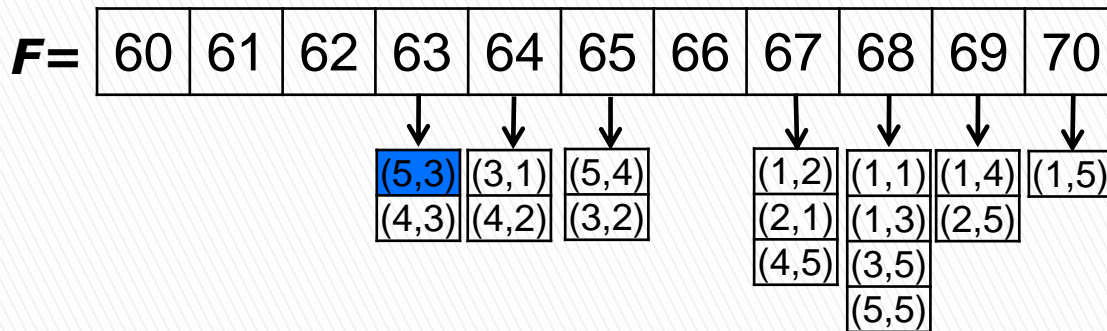 F= 60 61 62 63 64 65 66 67 68 69 70
(5,3) (3,1) (5,4) (1,2) (1,1) (1,4) (1,5)
(4,3) (4,2) (3,2) (2,1) (1,3) (2,5)
(4,5) (3,5)
(5,5)